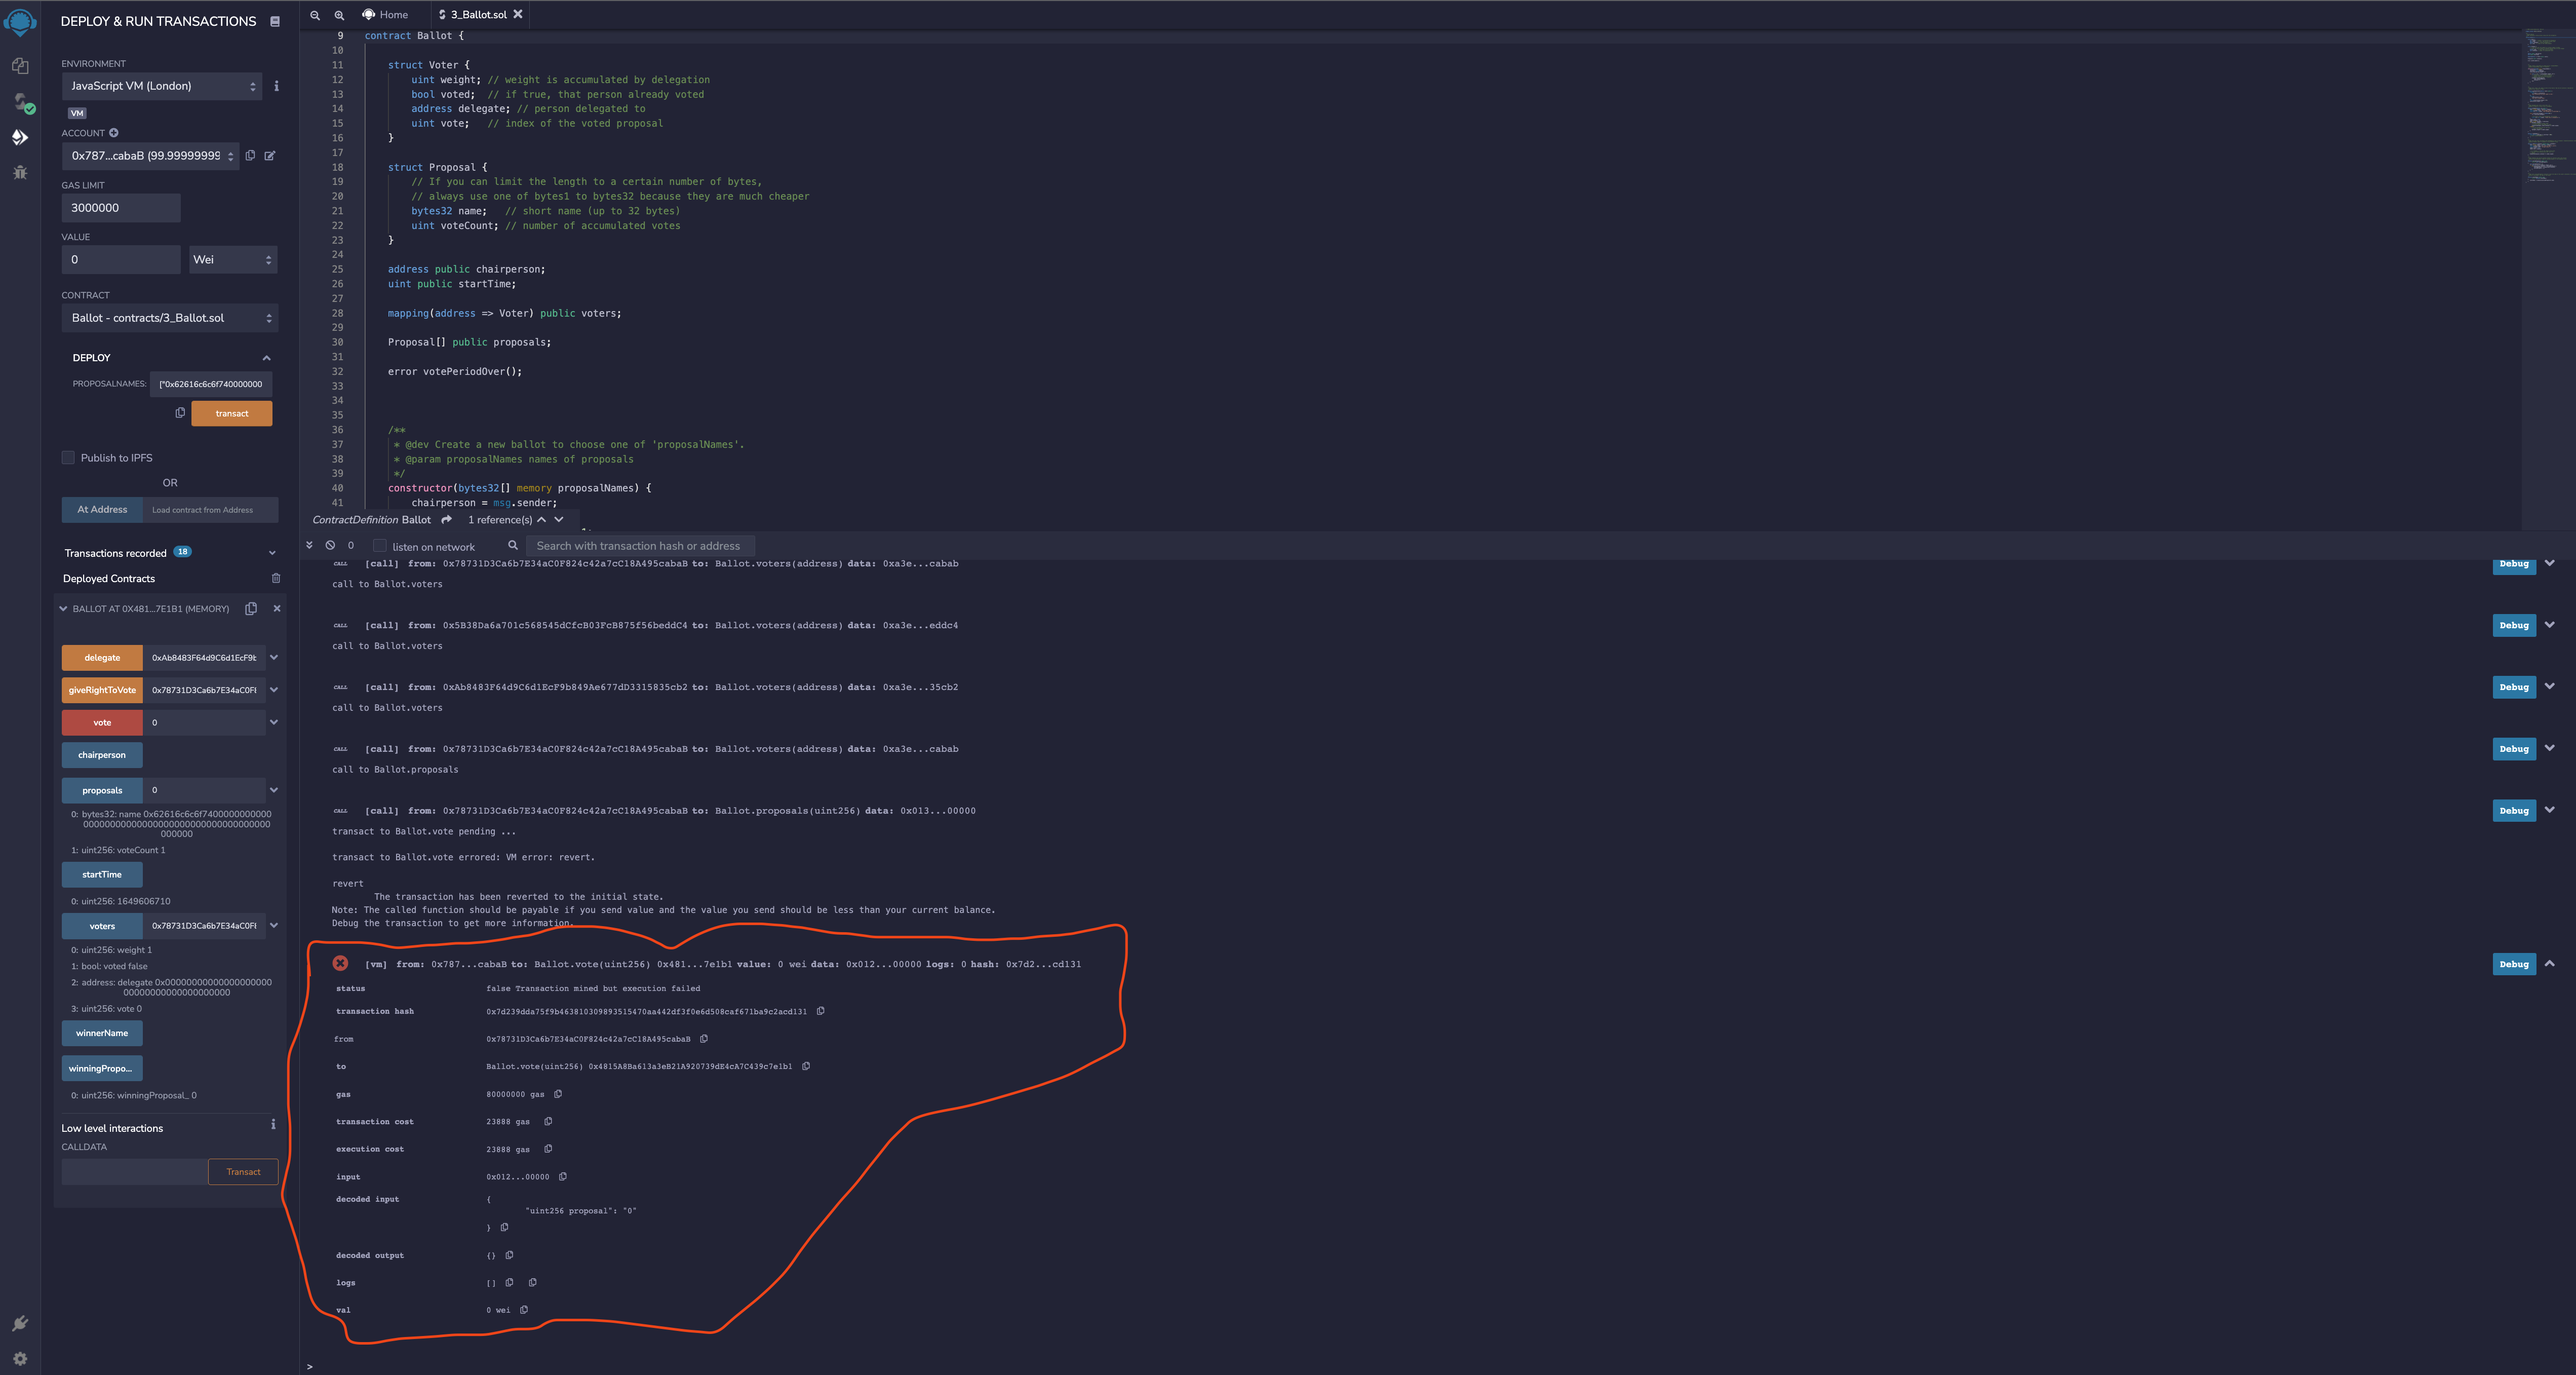 DEPLOY & RUN TRANSACTIONS
ENVIRONMENT
JavaScript VM (London)
VM
ACCOUNT
0x787...cabaB (99.99999999
GAS LIMIT
3000000
VALUE
0
Wei
CONTRACT
Ballot - contracts/3_Ballot.sol
DEPLOY
PROPOSALNAMES: ["0x62616c6c6f740000000
transact
Publish to IPFS
OR
At Address Load contract from Address
Transactions recorded 18
Deployed Contracts
BALLOT AT 0X481...7E1B1 (MEMORY)
delegate 0xAb8483F64d9C6d1EcF9b
giveRightToVote 0x78731D3Ca6b7E34aC0F8
vote 0
chairperson
proposals 0
0: bytes32: name 0x62616c6c6f7400000000000
1: uint256: voteCount 1
startTime
0: uint256: 1649606710
voters 0x78731D3Ca6b7E34aC0F8
0: uint256: weight 1
1: bool: voted false
2: address: delegate 0x00000000000000000000
00000000000000000000
3: uint256: vote 0
winnerName
winningPropo...
0: uint256: winningProposal_ 0
Low level interactions
CALLDATA
Transact
Home
3_Ballot.sol
9 contract Ballot {
10
11 struct Voter {
12 uint weight; // weight is accumulated by delegation
13 bool voted; // if true, that person already voted
14 address delegate; // person delegated to
15 uint vote; // index of the voted proposal
16 }
17
18 struct Proposal {
19 // If you can limit the length to a certain number of bytes,
20 // always use one of bytes1 to bytes32 because they are much cheaper
21 bytes32 name; // short name (up to 32 bytes)
22 uint voteCount; // number of accumulated votes
23 }
24
25 address public chairperson;
26 uint public startTime;
27
28 mapping(address => Voter) public voters;
29
30 Proposal[] public proposals;
31
32 error votePeriodOver();
33
34
35
36 /**
37 * @dev Create a new ballot to choose one of 'proposalNames'.
38 * @param proposalNames names of proposals
39 */
40 constructor(bytes32[] memory proposalNames) {
41 chairperson = msg.sender;
ContractDefinition Ballot 1 reference(s)
0 listen on network Search with transaction hash or address
CALL [call] from: 0x78731D3Ca6b7E34aC0F824c42a7cC18A495cabaB to: Ballot.voters(address) data: 0xa3e...cabab Debug
call to Ballot.voters
CALL [call] from: 0x5B38Da6a701c568545dCfcB03FcB875f56beddC4 to: Ballot.voters(address) data: 0xa3e...eddc4 Debug
call to Ballot.voters
CALL [call] from: 0xAb8483F64d9C6d1EcF9b849Ae677dD3315835cb2 to: Ballot.voters(address) data: 0xa3e...35cb2 Debug
call to Ballot.voters
CALL [call] from: 0x78731D3Ca6b7E34aC0F824c42a7cC18A495cabaB to: Ballot.voters(address) data: 0xa3e...cabab Debug
call to Ballot.proposals
CALL [call] from: 0x78731D3Ca6b7E34aC0F824c42a7cC18A495cabaB to: Ballot.proposals(uint256) data: 0x013...00000 Debug
transact to Ballot.vote pending ...
transact to Ballot.vote errored: VM error: revert.
revert
The transaction has been reverted to the initial state.
Note: The called function should be payable if you send value and the value you send should be less than your current balance.
Debug the transaction to get more information.
[vm] from: 0x787...cabaB to: Ballot.vote(uint256) 0x481...7e1b1 value: 0 wei data: 0x012...00000 logs: 0 hash: 0x7d2...cd131 Debug
status false Transaction mined but execution failed
transaction hash 0x7d239dda75f9b463810309893515470aa442df3f0e6d508caf671ba9c2acd131
from 0x78731D3Ca6b7E34aC0F824c42a7cC18A495cabaB
to Ballot.vote(uint256) 0x4815A8Ba613a3eB21A920739dE4cA7C439c7e1b1
gas 80000000 gas
transaction cost 23888 gas
execution cost 23888 gas
input 0x012...00000
decoded input {
"uint256 proposal": "0"
}
decoded output {}
logs []
val 0 wei
>